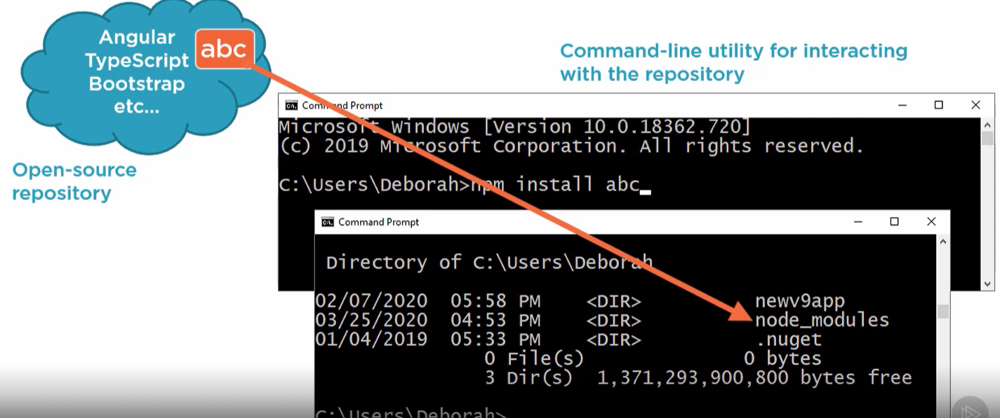 Angular
TypeScript
Bootstrap
etc...
abc
Open-source
repository
Command-line utility for interacting
with the repository
Command Prompt
Microsoft Windows [Version 10.0.18362.720]
(c) 2019 Microsoft Corporation. All rights reserved.
C:\Users\Deborah>npm install abc_
Command Prompt
Directory of C:\Users\Deborah
02/07/2020 05:58 PM <DIR> newv9app
03/25/2020 04:53 PM <DIR> node_modules
01/04/2019 05:33 PM <DIR> .nuget
0 File(s) 0 bytes
3 Dir(s) 1,371,293,900,800 bytes free
C:\Users\Deborah>